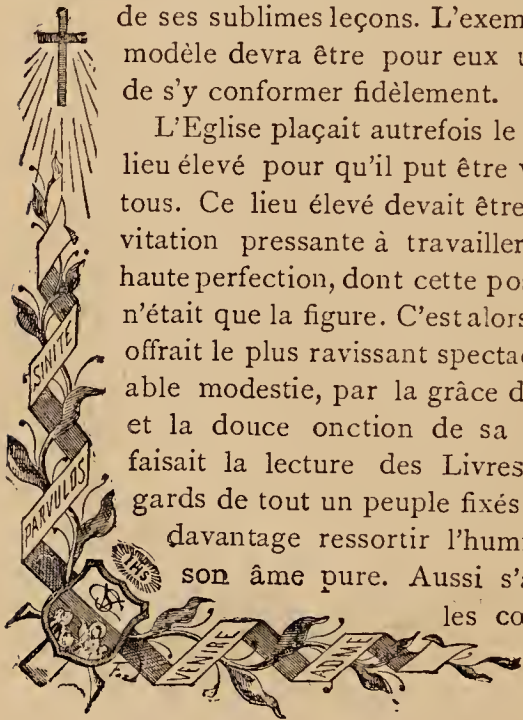 de ses sublimes leçons. L'exem
modèle devra être pour eux u
de s'y conformer fidèlement.
L'Eglise plaçait autrefois le
lieu élevé pour qu'il put être v
tous. Ce lieu élevé devait être
vitation pressante à travailler
haute perfection, dont cette po
n'était que la figure. C'est alors
offrait le plus ravissant specta
able modestie, par la grâce d
et la douce onction de sa
faisait la lecture des Livres
gards de tout un peuple fixés
davantage ressortir l'humi
son âme pure. Aussi s'a
les co
SINITE
PARVULOS
IHS
VENIRE
AD ME